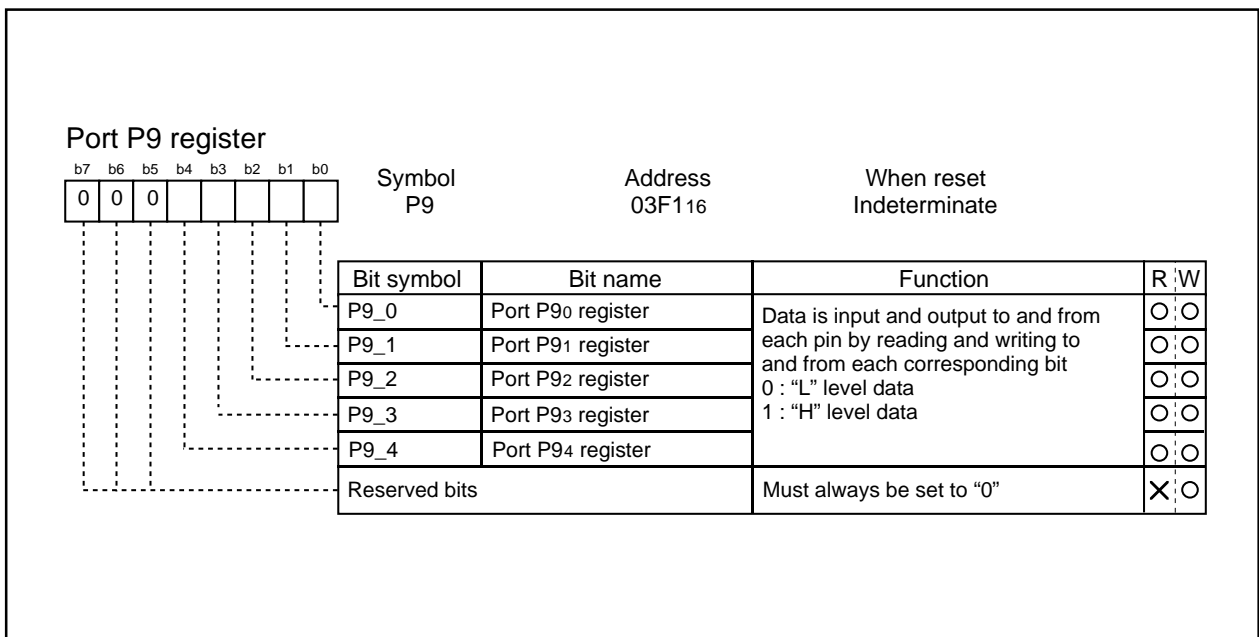 Port P9 register
b7 b6 b5 b4 b3 b2 b1 b0
0 0 0
Symbol Address When reset
P9 03F116 Indeterminate
Bit symbol Bit name Function R W
P9_0 Port P90 register
P9_1 Port P91 register
P9_2 Port P92 register
P9_3 Port P93 register
P9_4 Port P94 register
Data is input and output to and from
each pin by reading and writing to
and from each corresponding bit
0 : “L” level data
1 : “H” level data
Reserved bits Must always be set to “0”